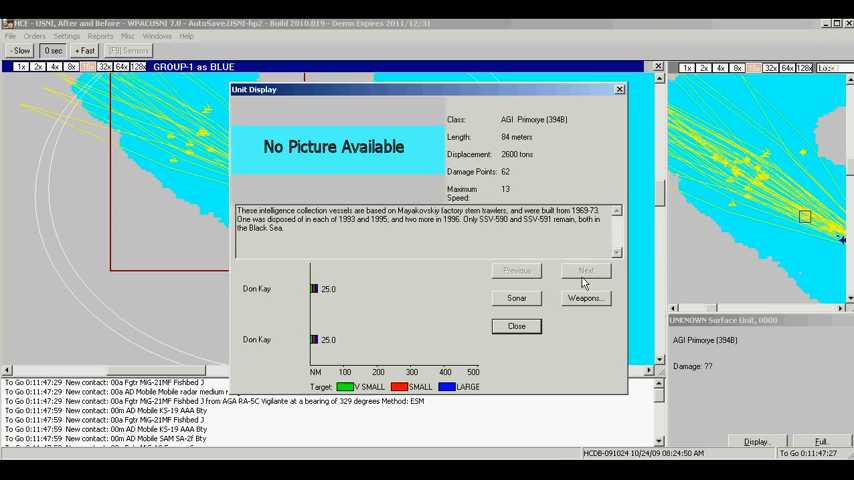 HCE - USNI, After and Before - WPACUSNI 7.0 - AutoSave.USNI-hp2 - Build 2010.019 - Demo Expires 2011/12/31
File Orders Settings Reports Misc Windows Help
- Slow 0 sec + Fast [F9] Sensors
1x 2x 4x 8x 16x 32x 64x 128x GROUP-1 as BLUE
1x 2x 4x 8x 16x 32x 64x 128x
Unit Display
No Picture Available
Class: AGI Primorye (394B)
Length: 84 meters
Displacement: 2600 tons
Damage Points: 62
Maximum Speed: 13
These intelligence collection vessels are based on Mayakovskiy factory stern trawlers, and were built from 1969-73.
One was disposed of in each of 1993 and 1995, and two more in 1996. Only SSV-590 and SSV-591 remain, both in
the Black Sea.
Previous Next
Don Kay 25.0
Sonar Weapons...
Close
Don Kay 25.0
NM 100 200 300 400 500
Target: V SMALL SMALL LARGE
UNKNOWN Surface Unit, 0000
AGI Primorye (394B)
Damage: ??
Display.. Full..
To Go 0:11:47:29 New contact: 00a Fgtr MiG-21MF Fishbed J
To Go 0:11:47:29 New contact: 00a AD Mobile Mobile radar medium r
To Go 0:11:47:29 New contact: 00a Fgtr MiG-21MF Fishbed J from AGA RA-5C Vigilante at a bearing of 329 degrees Method: ESM
To Go 0:11:47:59 New contact: 00m AD Mobile KS-19 AAA Bty
To Go 0:11:47:59 New contact: 00a Fgtr MiG-21MF Fishbed J
To Go 0:11:47:59 New contact: 00m AD Mobile KS-19 AAA Bty
To Go 0:11:47:59 New contact: 00m AD Mobile SAM SA-2f Bty
HCDB-091024 10/24/09 08:24:50 AM To Go 0:11:47:27